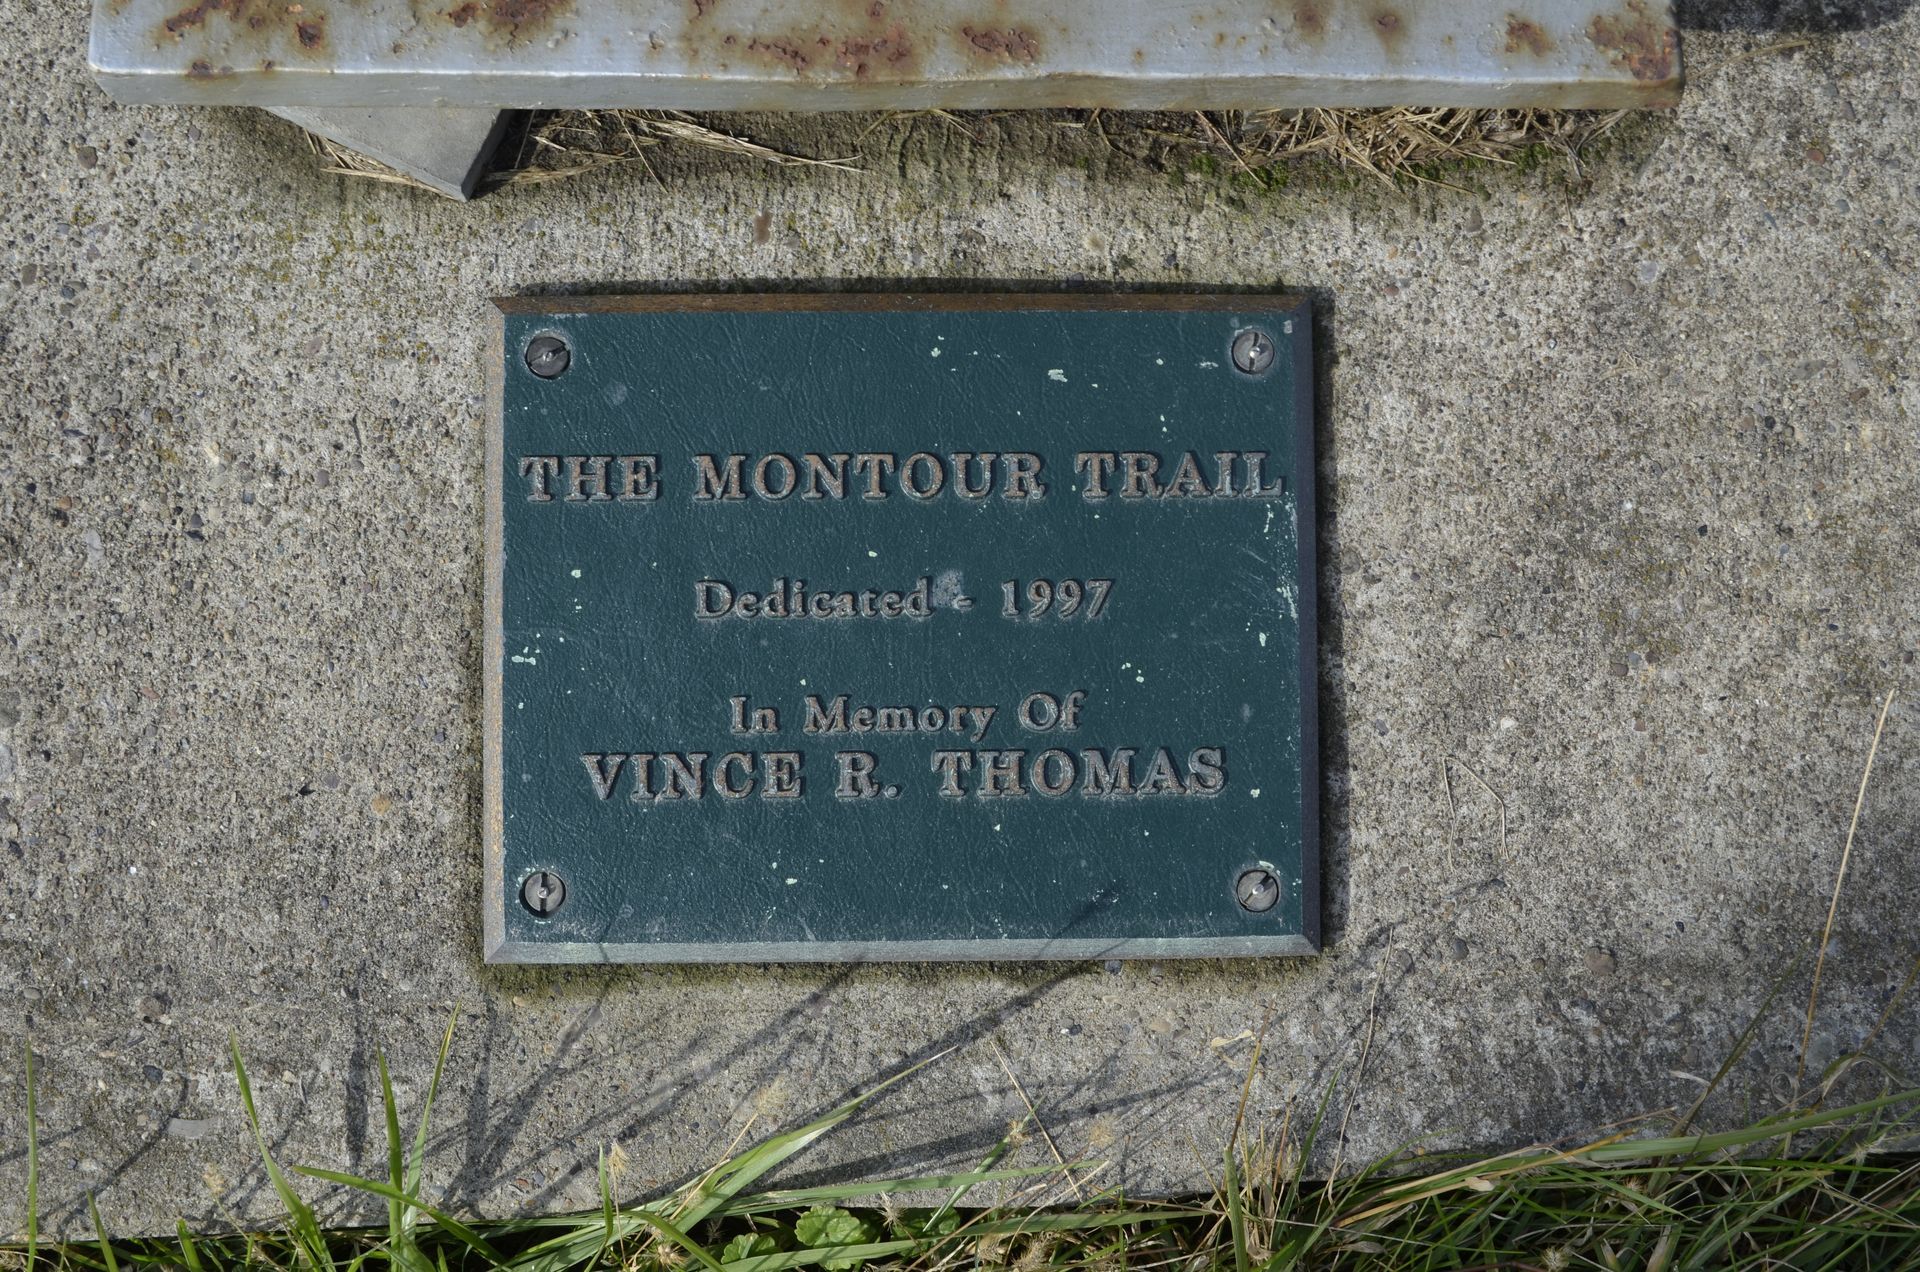 THE MONTOUR TRAIL
Dedicated - 1997
In Memory Of
VINCE R. THOMAS